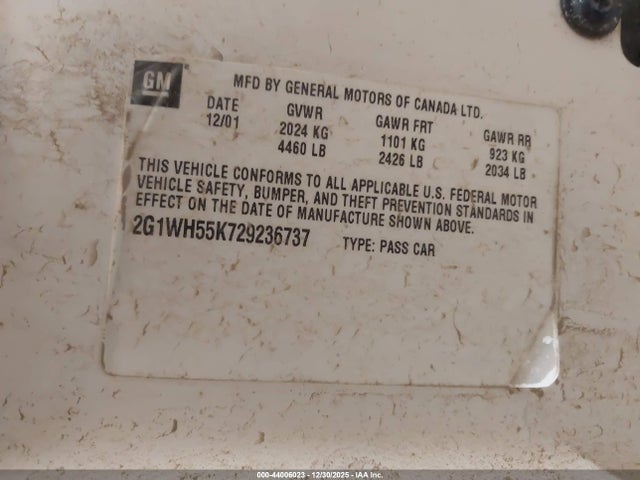 GM
MFD BY GENERAL MOTORS OF CANADA LTD.
DATE GVWR GAWR FRT GAWR RR
12/01 2024 KG 1101 KG 923 KG
4460 LB 2426 LB 2034 LB
THIS VEHICLE CONFORMS TO ALL APPLICABLE U.S. FEDERAL MOTOR
VEHICLE SAFETY, BUMPER, AND THEFT PREVENTION STANDARDS IN
EFFECT ON THE DATE OF MANUFACTURE SHOWN ABOVE.
2G1WH55K729236737 TYPE: PASS CAR
000-44006023 - 12/30/2025 - IAA Inc.